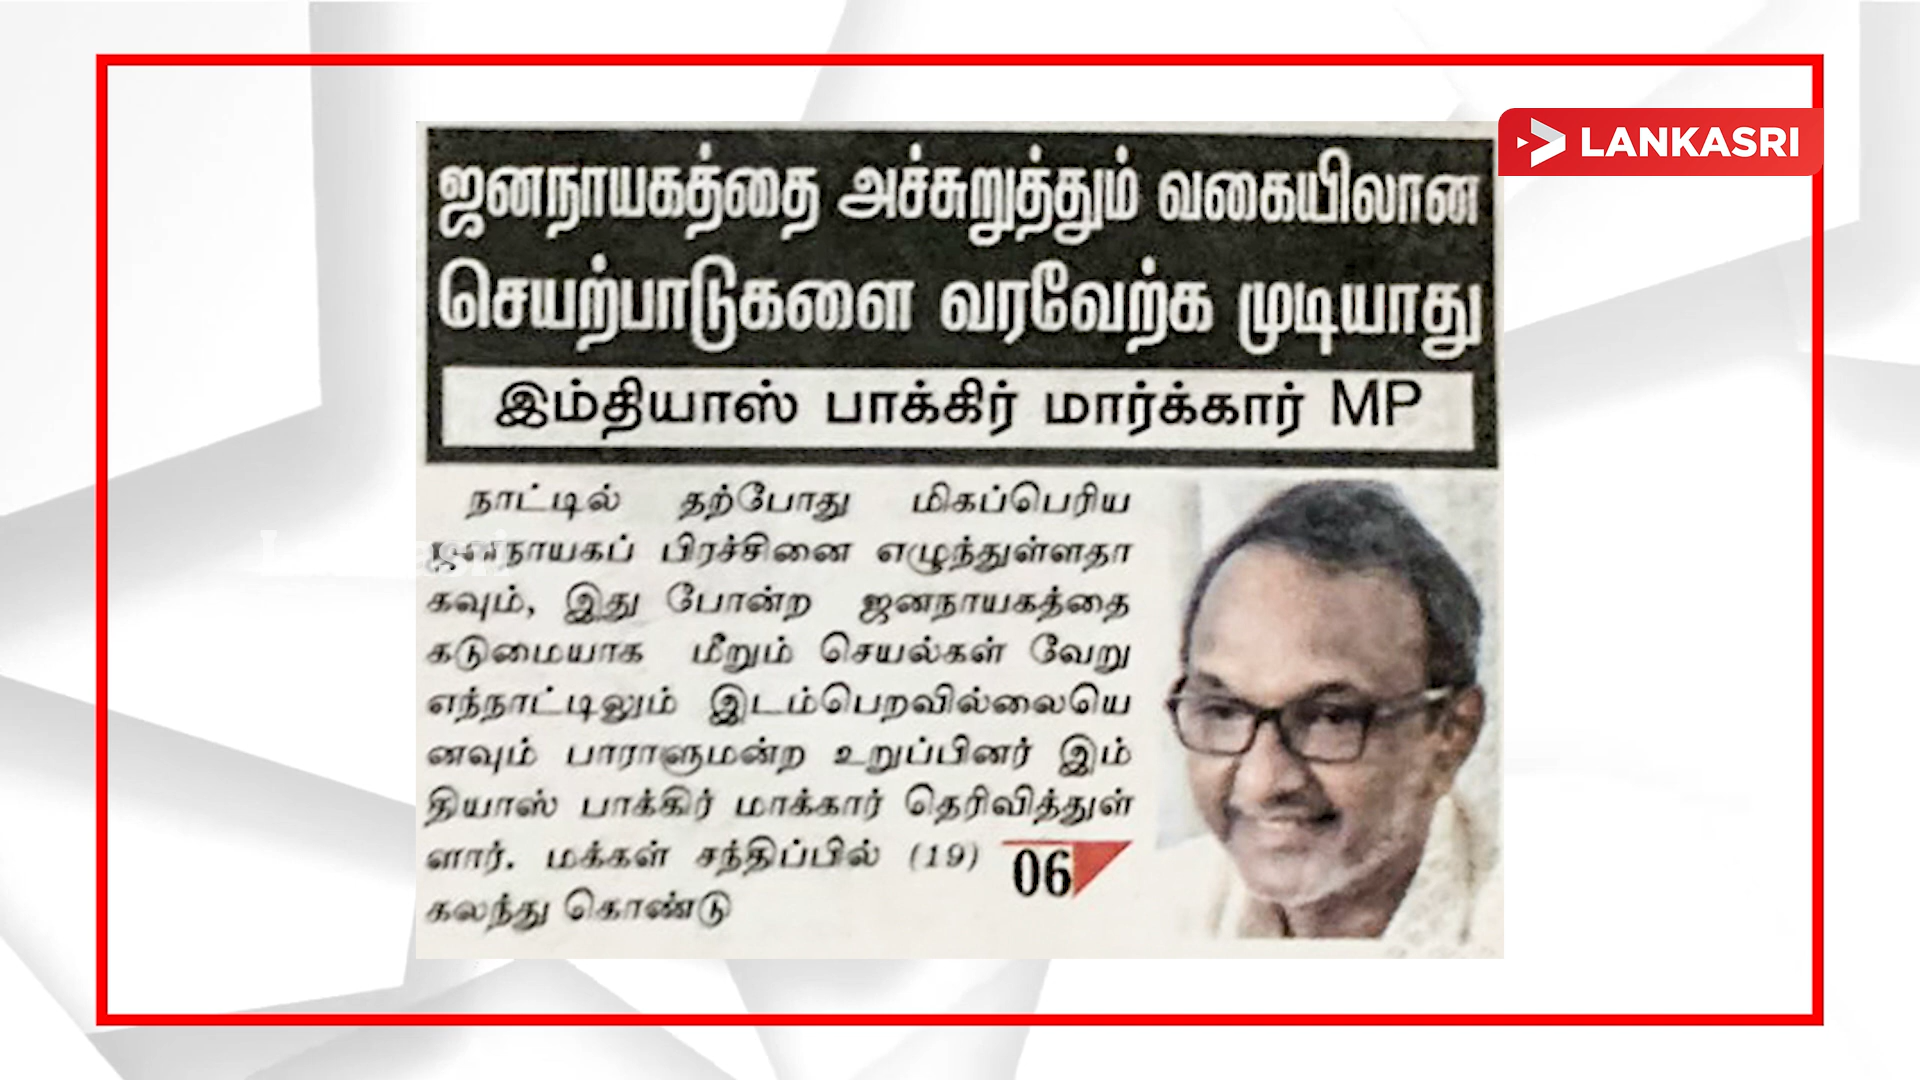 LANKASRI
ஜனநாயகத்தை அச்சுறுத்தும் வகையிலான
செயற்பாடுகளை வரவேற்க முடியாது
இம்தியாஸ் பாக்கிர் மார்க்கார் MP
நாட்டில் தற்போது மிகப்பெரிய
ஜனநாயகப் பிரச்சினை எழுந்துள்ளதா
கவும், இது போன்ற ஜனநாயகத்தை
கடுமையாக மீறும் செயல்கள் வேறு
எந்நாட்டிலும் இடம்பெறவில்லையெ
னவும் பாராளுமன்ற உறுப்பினர் இம்
தியாஸ் பாக்கிர் மாக்கார் தெரிவித்துள்
ளார். மக்கள் சந்திப்பில் (19)
கலந்து கொண்டு
06